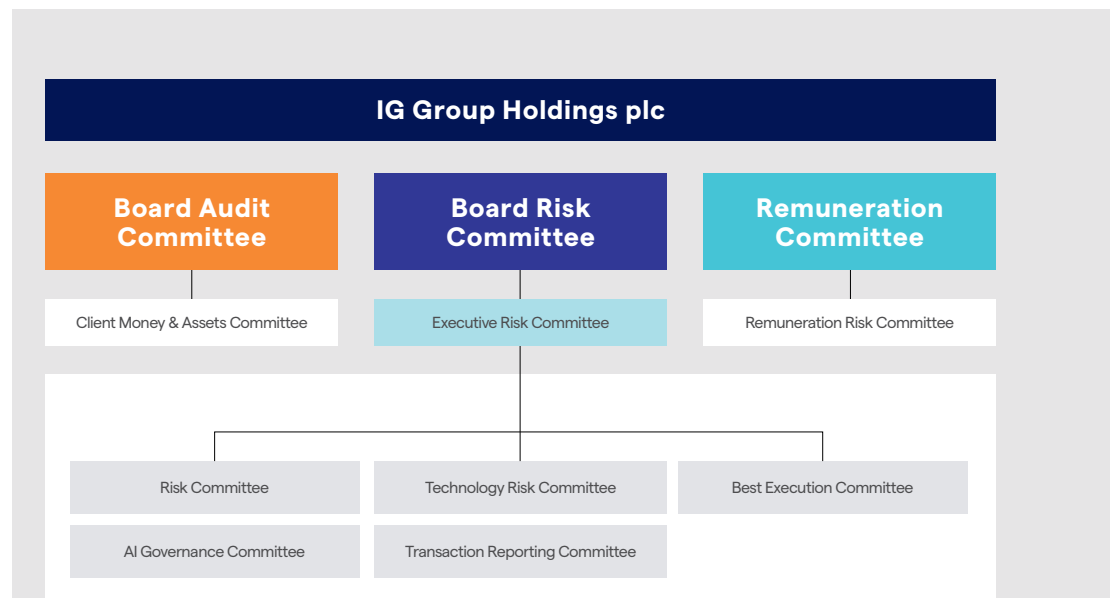 IG Group Holdings plc
Board Audit
Committee
Board Risk
Committee
Remuneration
Committee
Client Money & Assets Committee
Executive Risk Committee
Remuneration Risk Committee
Risk Committee
Technology Risk Committee
Best Execution Committee
AI Governance Committee
Transaction Reporting Committee